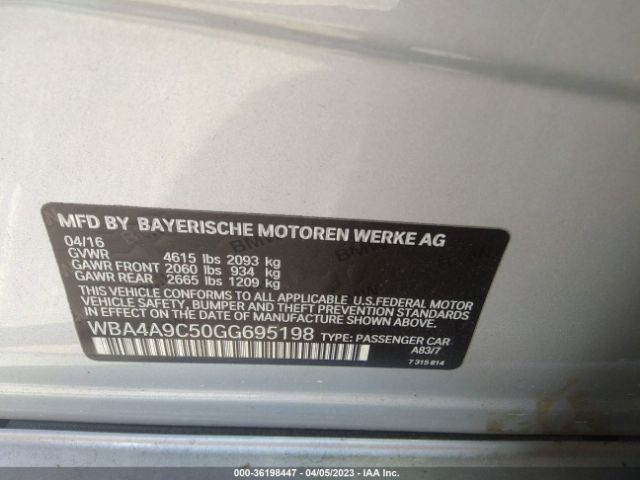 MFD BY BAYERISCHE MOTOREN WERKE AG
04/16
GVWR 4615 lbs 2093 kg
GAWR FRONT 2060 lbs 934 kg
GAWR REAR 2665 lbs 1209 kg
THIS VEHICLE CONFORMS TO ALL APPLICABLE U.S.FEDERAL MOTOR
VEHICLE SAFETY, BUMPER AND THEFT PREVENTION STANDARDS IN
EFFECT ON THE DATE OF MANUFACTURE SHOWN ABOVE.
WBA4A9C50GG695198 TYPE: PASSENGER CAR
A83/7
7 315 814
000-36198447 - 04/05/2023 - IAA Inc.